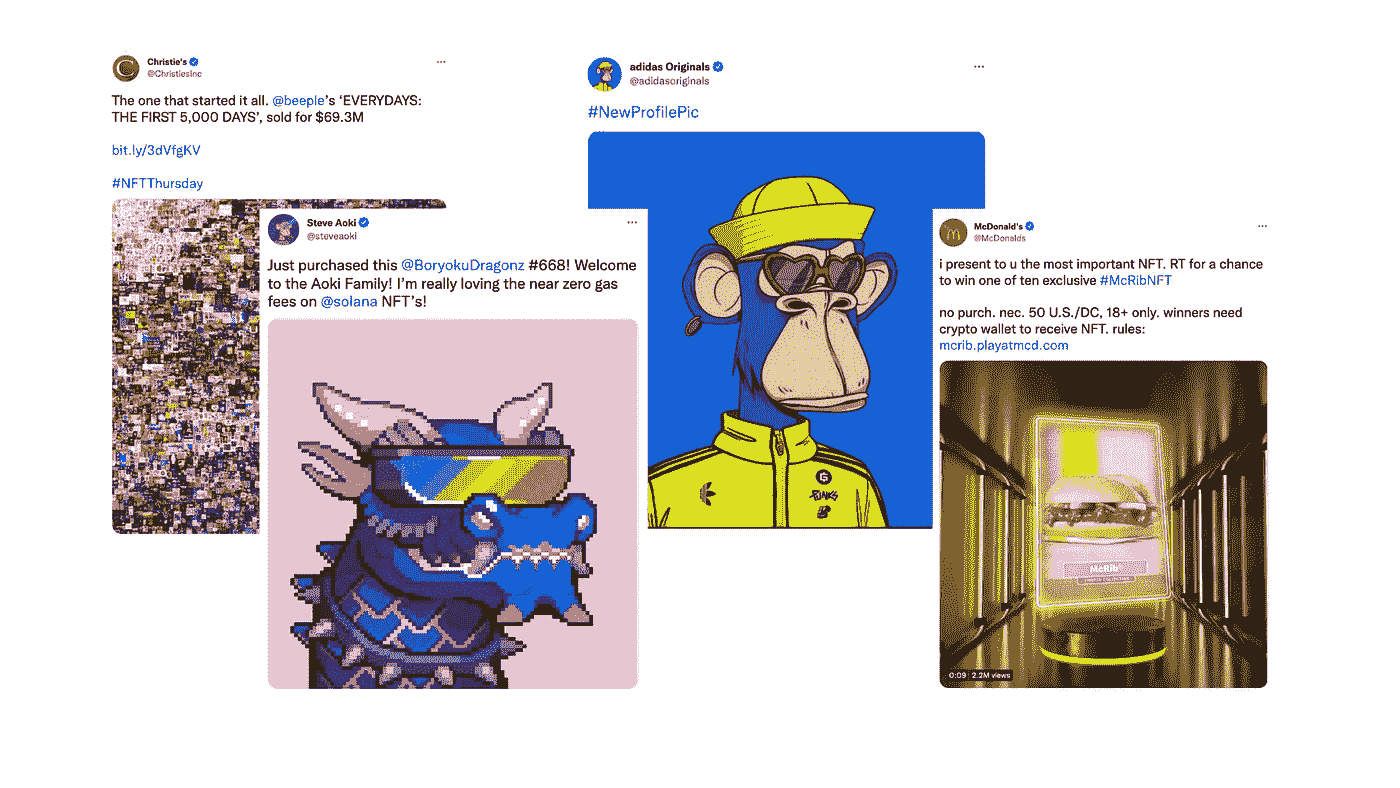 Christie's
@ChristiesInc
The one that started it all. @beeple's ‘EVERYDAYS:
THE FIRST 5,000 DAYS’, sold for $69.3M
bit.ly/3dVfgKV
#NFTThursday
Steve Aoki
@steveaoki
Just purchased this @BoryokuDragonz #668! Welcome
to the Aoki Family! I'm really loving the near zero gas
fees on @solana NFT's!
adidas Originals
@adidasoriginals
#NewProfilePic
PUNKS
McDonald's
@McDonalds
i present to u the most important NFT. RT for a chance
to win one of ten exclusive #McRibNFT
no purch. nec. 50 U.S./DC, 18+ only. winners need
crypto wallet to receive NFT. rules:
mcrib.playatmcd.com
McRib
0:09 2.2M views